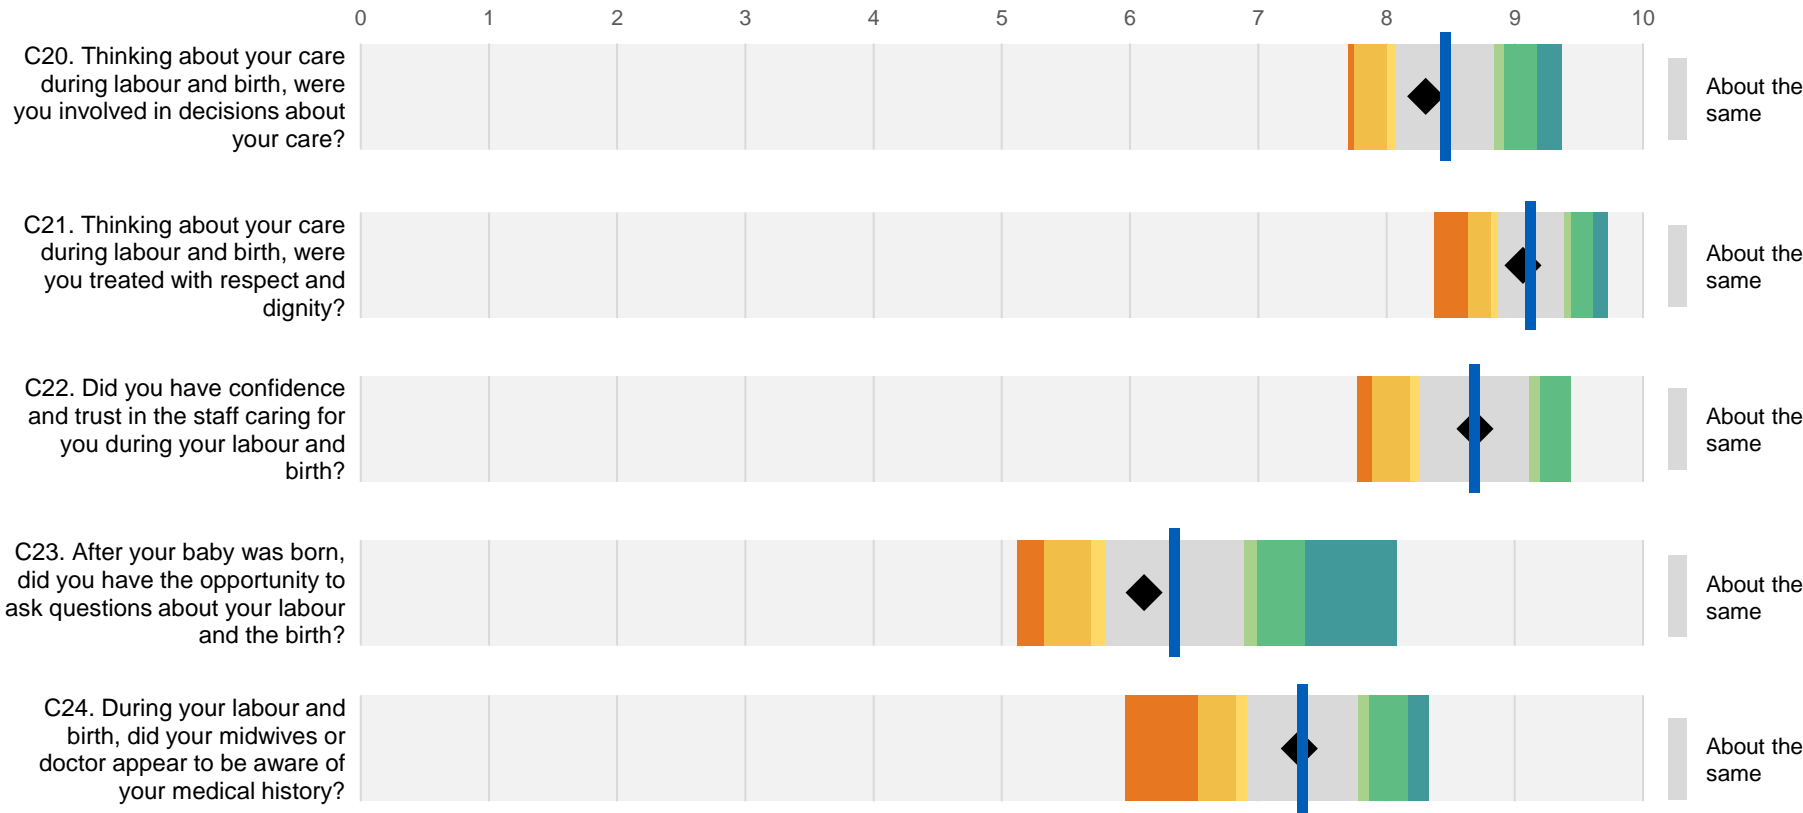 0 1 2 3 4 5 6 7 8 9 10
C20. Thinking about your care
during labour and birth, were
you involved in decisions about
your care?
About the
same
C21. Thinking about your care
during labour and birth, were
you treated with respect and
dignity?
About the
same
C22. Did you have confidence
and trust in the staff caring for
you during your labour and
birth?
About the
same
C23. After your baby was born,
did you have the opportunity to
ask questions about your labour
and the birth?
About the
same
C24. During your labour and
birth, did your midwives or
doctor appear to be aware of
your medical history?
About the
same